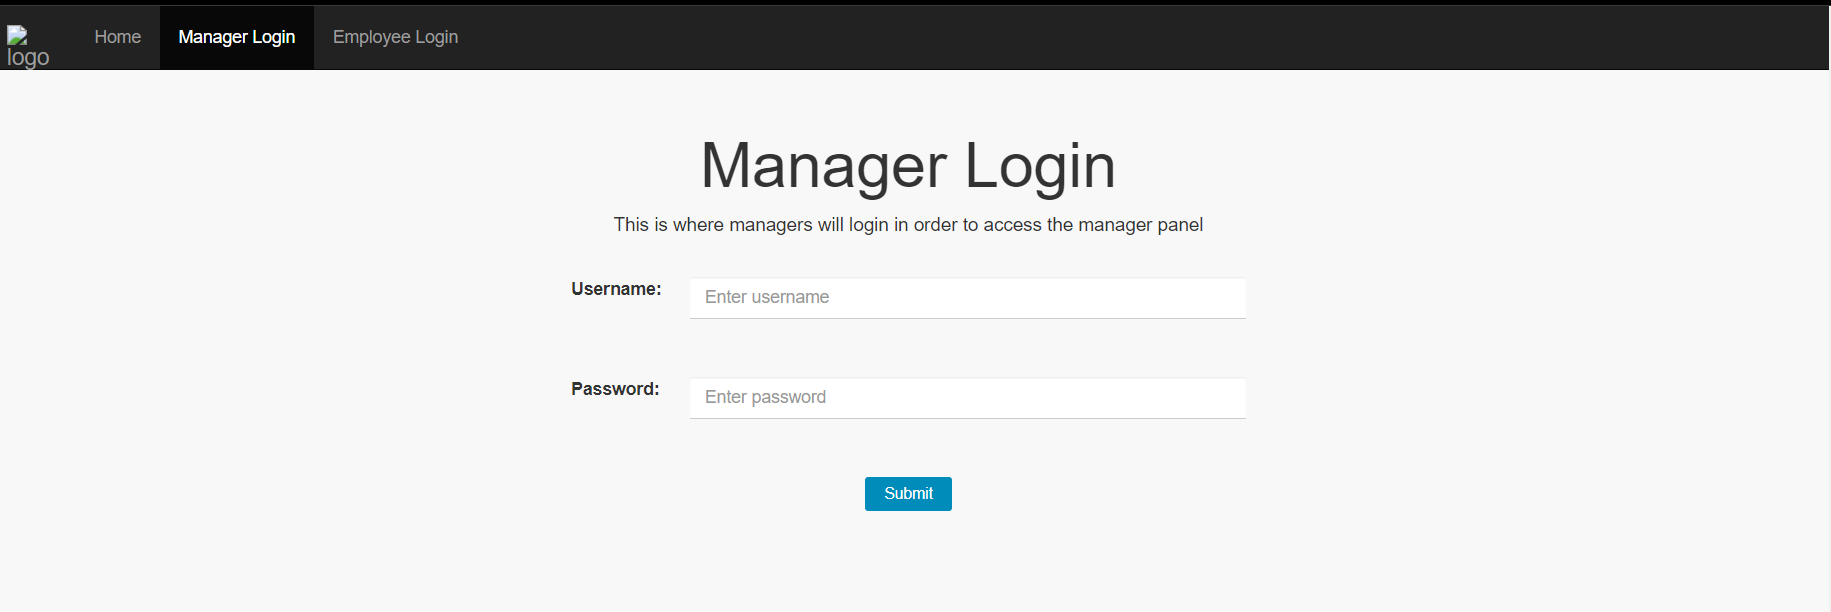 logo
Home
Manager Login
Employee Login
Manager Login
This is where managers will login in order to access the manager panel
Username:
Enter username
Password:
Enter password
Submit